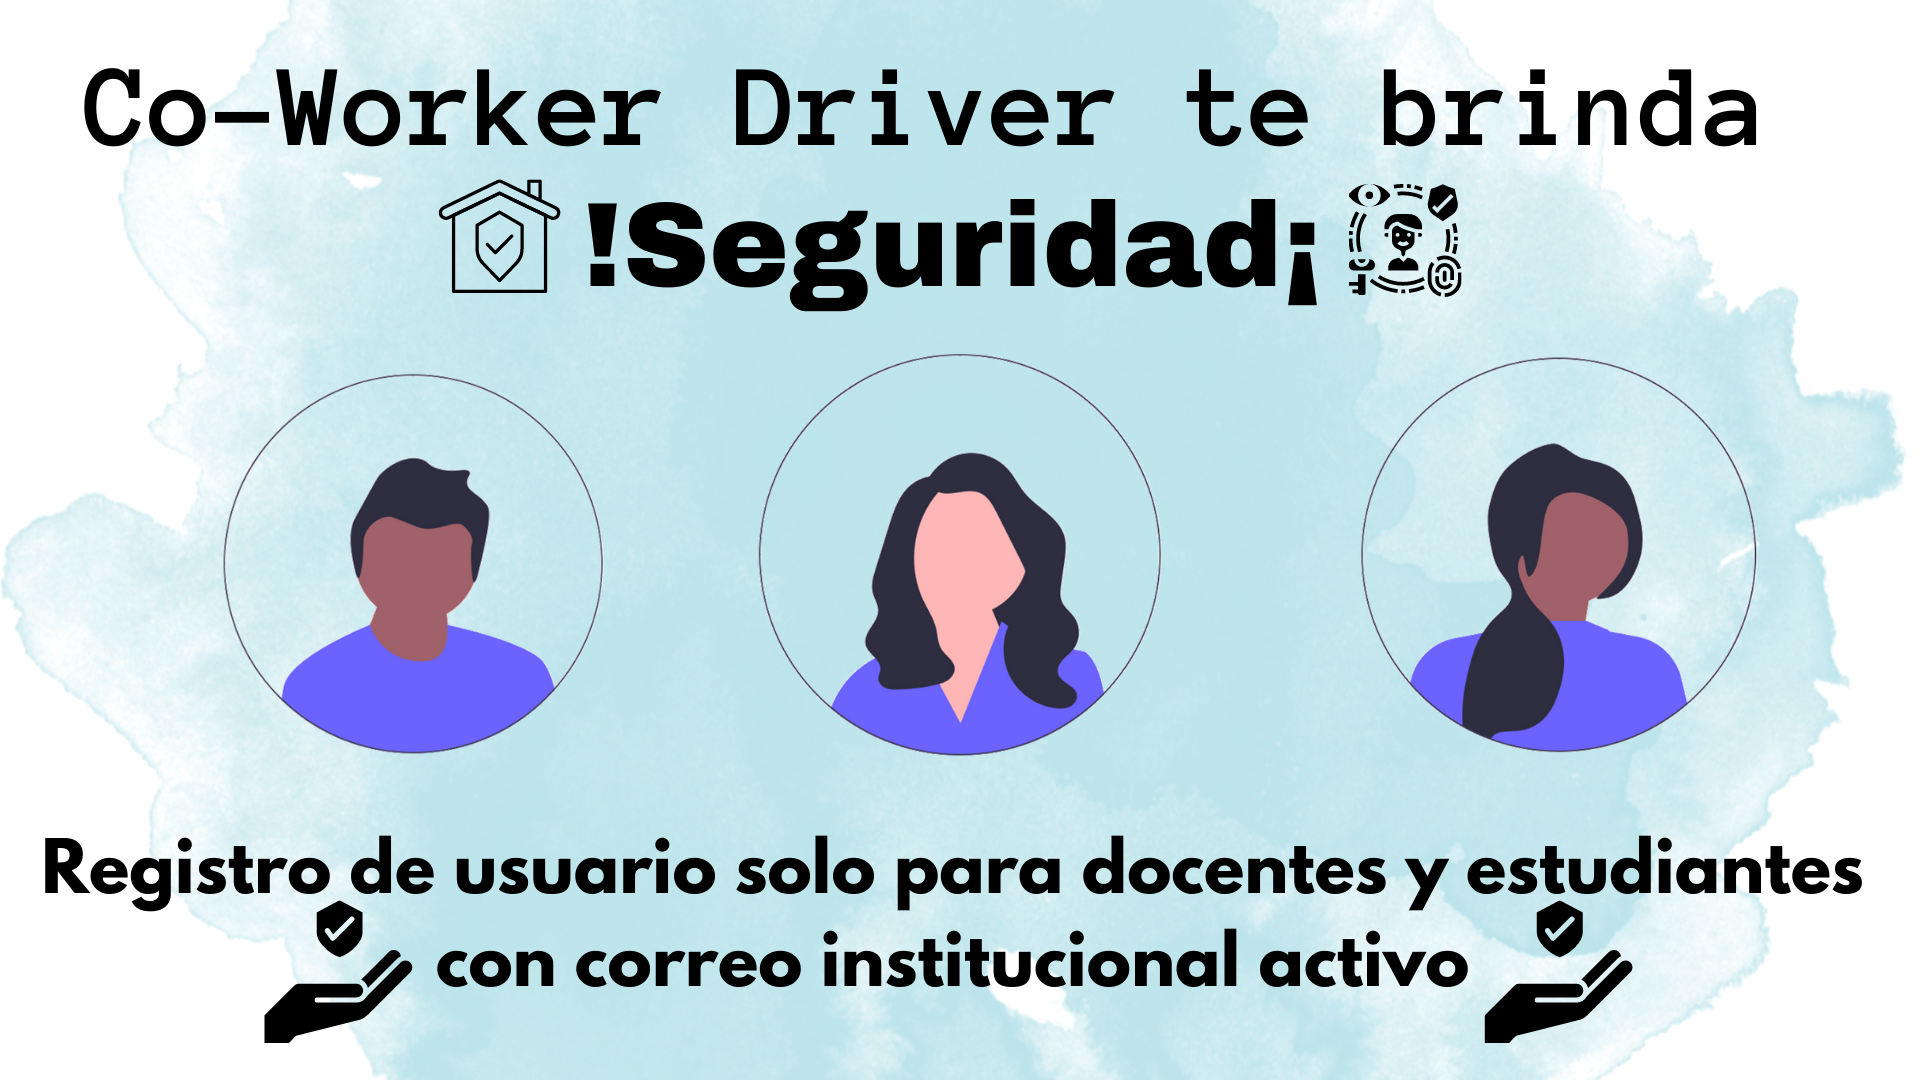 Co-Worker Driver te brinda
!Seguridad¡
Registro de usuario solo para docentes y estudiantes
con correo institucional activo